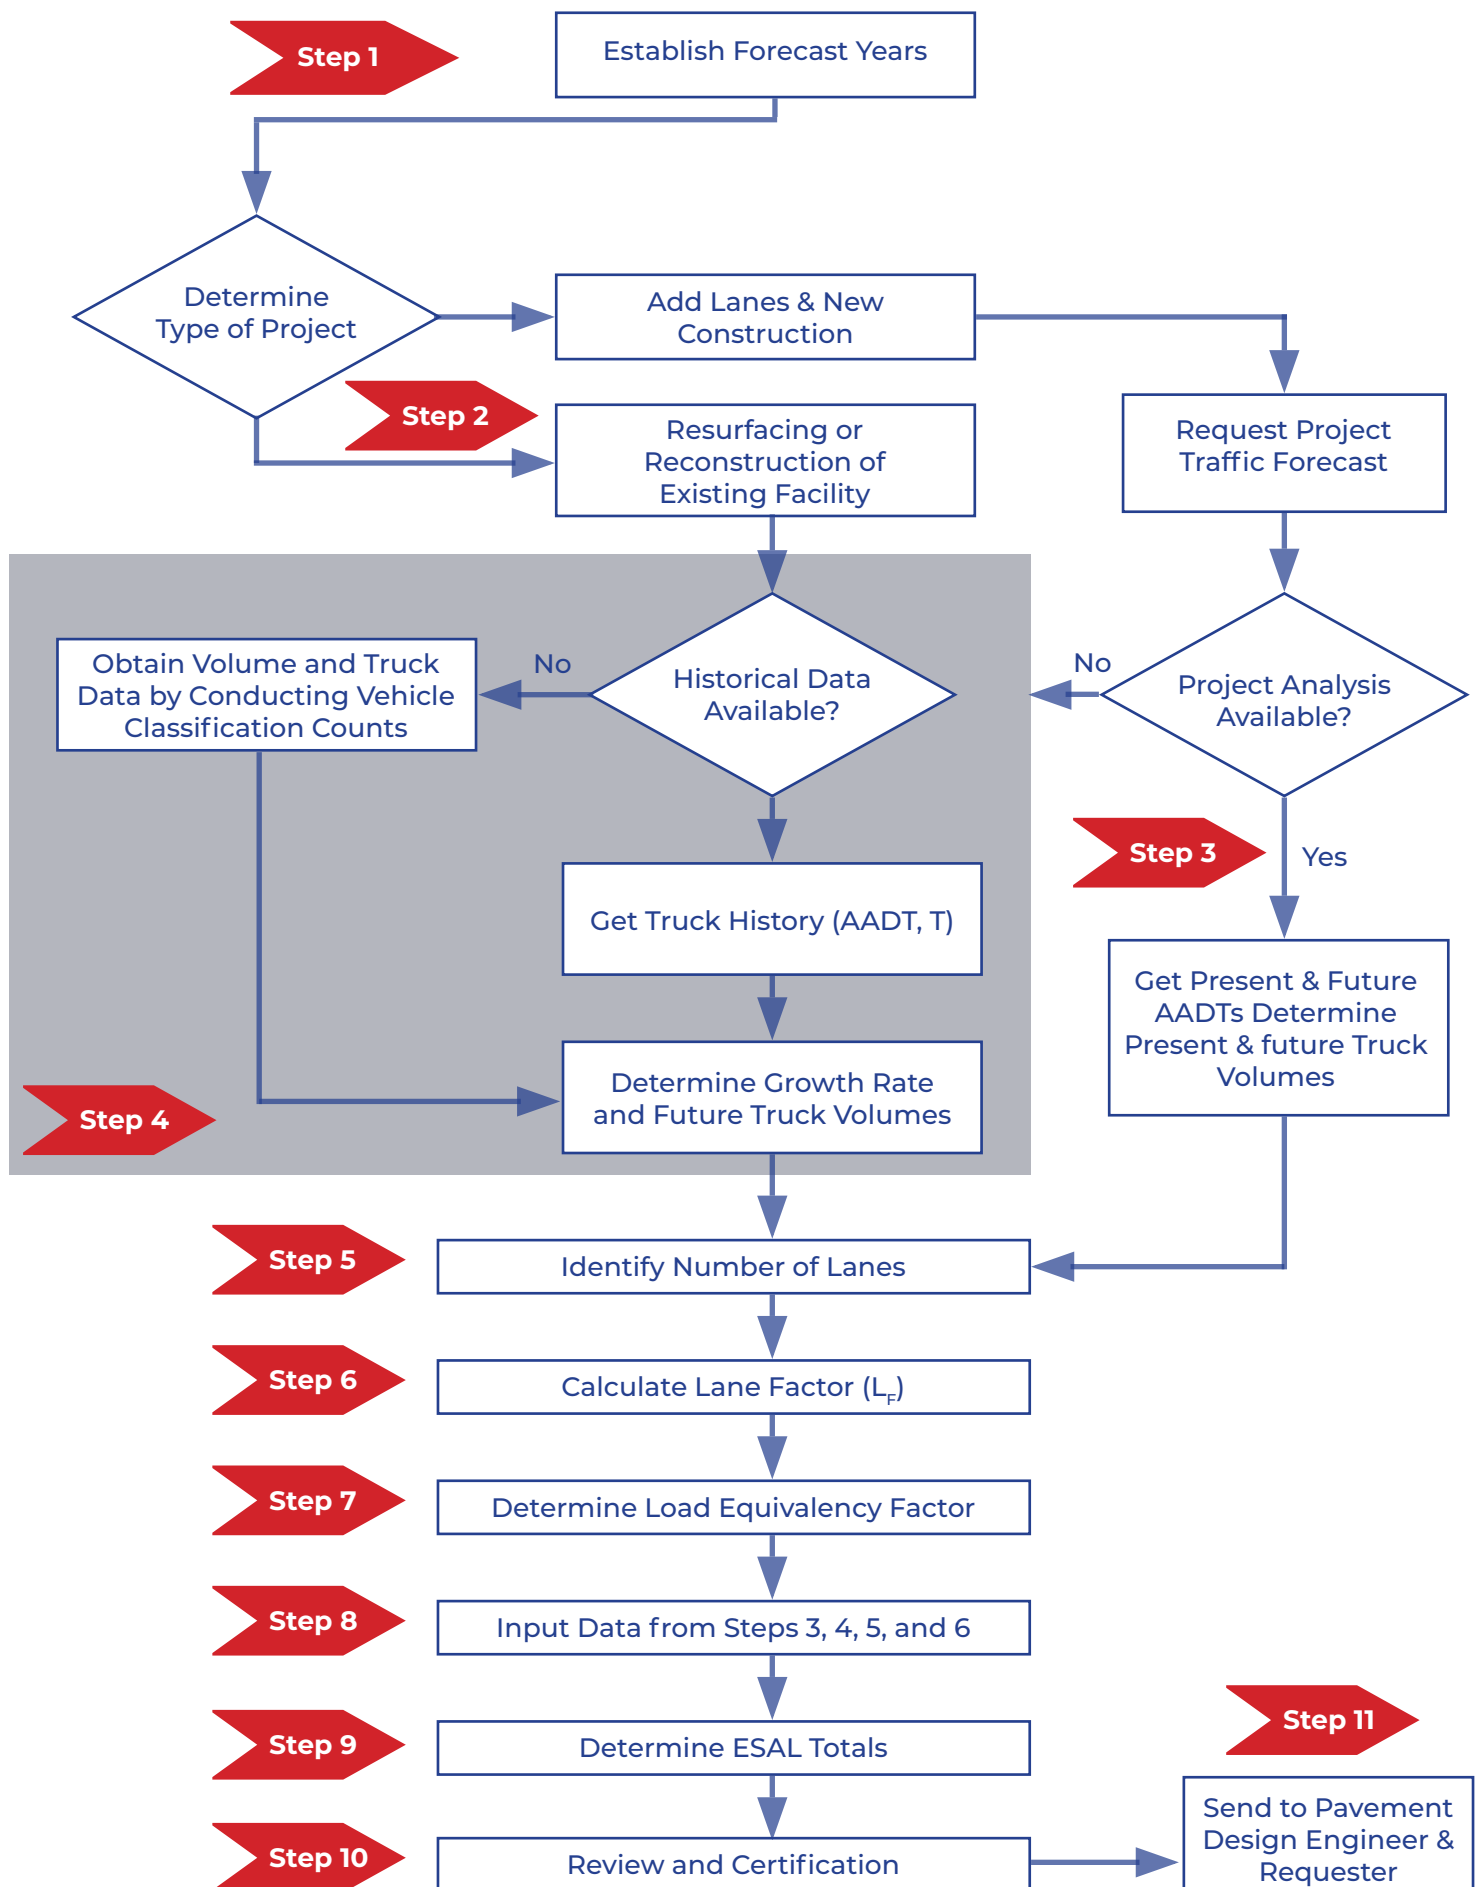 Step 1
Establish Forecast Years
Determine
Type of Project
Add Lanes & New
Construction
Step 2
Resurfacing or
Reconstruction of
Existing Facility
Request Project
Traffic Forecast
Obtain Volume and Truck
Data by Conducting Vehicle
Classification Counts
No
Historical Data
Available?
No
Project Analysis
Available?
Step 3
Yes
Get Truck History (AADT, T)
Get Present & Future
AADTs Determine
Present & future Truck
Volumes
Determine Growth Rate
and Future Truck Volumes
Step 4
Step 5
Identify Number of Lanes
Step 6
Calculate Lane Factor (L_F)
Step 7
Determine Load Equivalency Factor
Step 8
Input Data from Steps 3, 4, 5, and 6
Step 9
Determine ESAL Totals
Step 11
Step 10
Review and Certification
Send to Pavement
Design Engineer &
Requester